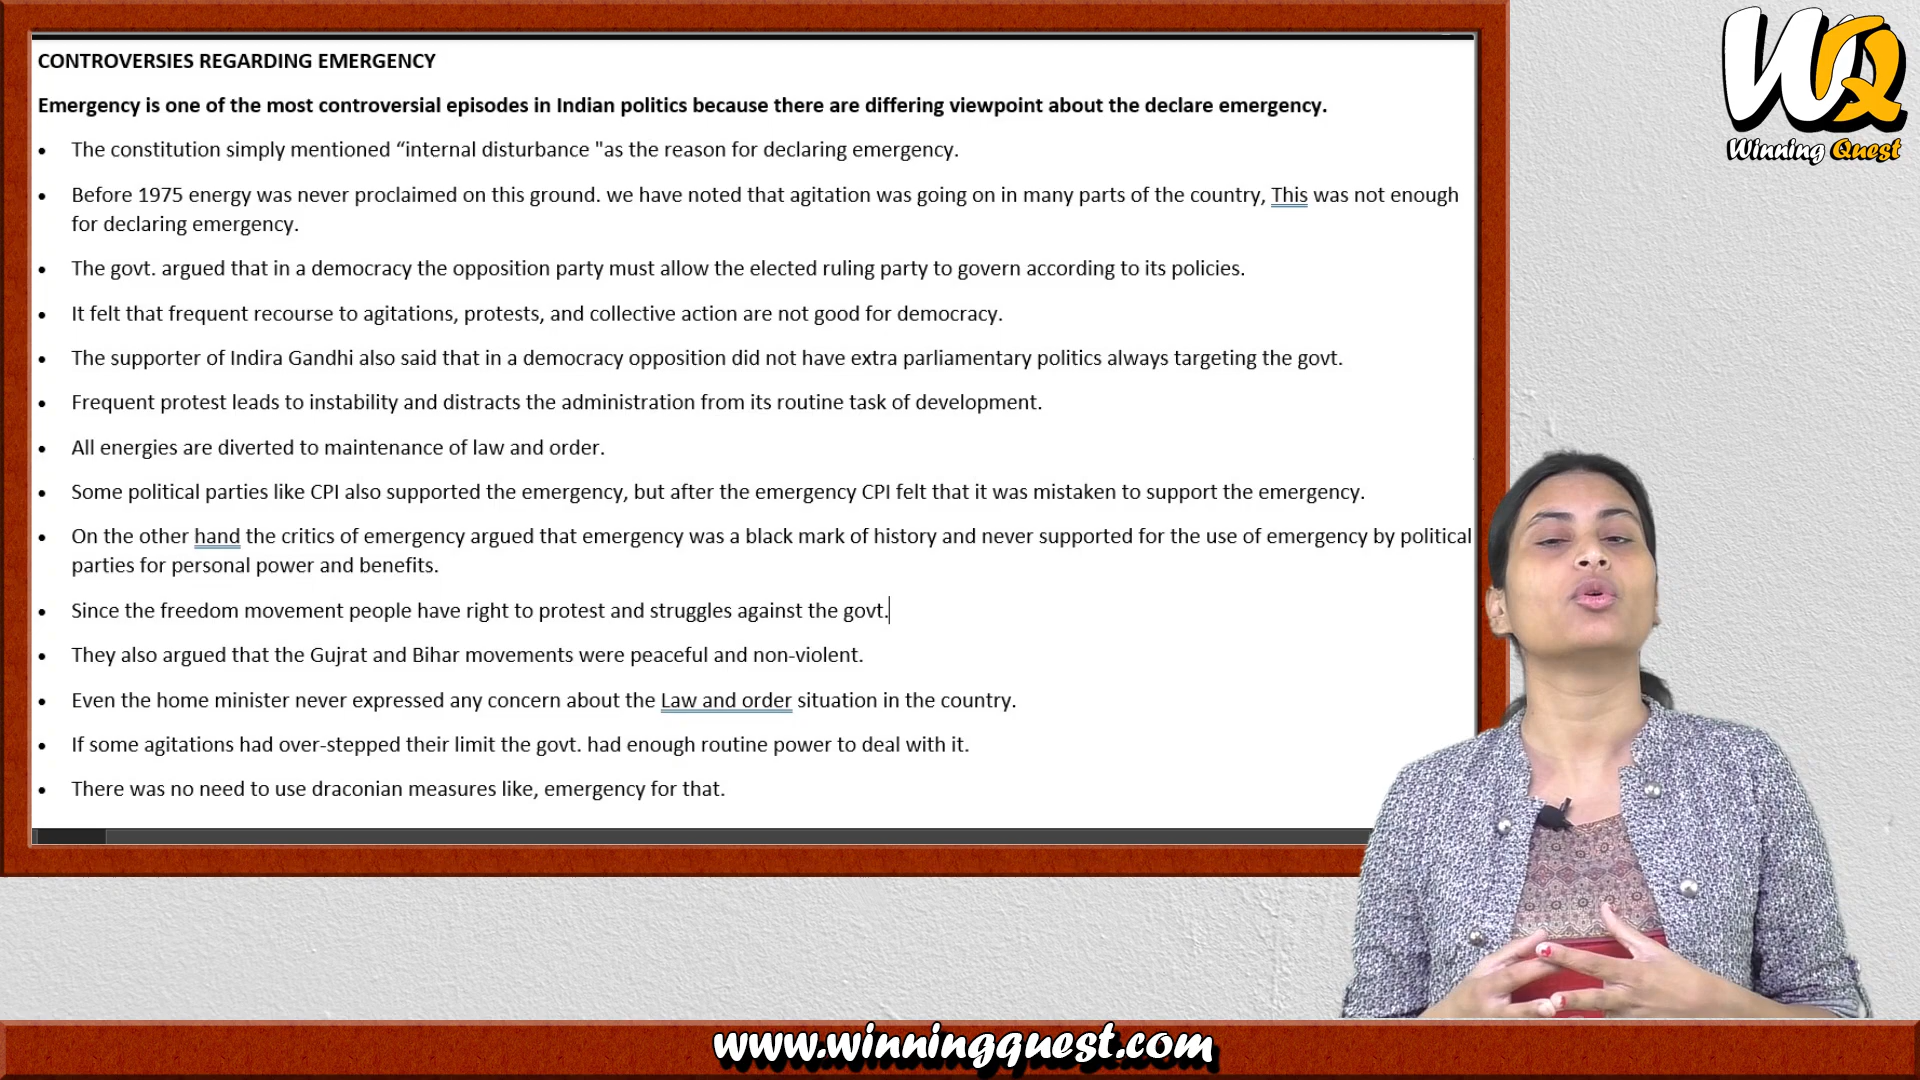 CONTROVERSIES REGARDING EMERGENCY
Emergency is one of the most controversial episodes in Indian politics because there are differing viewpoint about the declare emergency.
• The constitution simply mentioned “internal disturbance "as the reason for declaring emergency.
• Before 1975 energy was never proclaimed on this ground. we have noted that agitation was going on in many parts of the country, This was not enough
for declaring emergency.
• The govt. argued that in a democracy the opposition party must allow the elected ruling party to govern according to its policies.
• It felt that frequent recourse to agitations, protests, and collective action are not good for democracy.
• The supporter of Indira Gandhi also said that in a democracy opposition did not have extra parliamentary politics always targeting the govt.
• Frequent protest leads to instability and distracts the administration from its routine task of development.
• All energies are diverted to maintenance of law and order.
• Some political parties like CPI also supported the emergency, but after the emergency CPI felt that it was mistaken to support the emergency.
• On the other hand the critics of emergency argued that emergency was a black mark of history and never supported for the use of emergency by political
parties for personal power and benefits.
• Since the freedom movement people have right to protest and struggles against the govt.
• They also argued that the Gujrat and Bihar movements were peaceful and non-violent.
• Even the home minister never expressed any concern about the Law and order situation in the country.
• If some agitations had over-stepped their limit the govt. had enough routine power to deal with it.
• There was no need to use draconian measures like, emergency for that.
WQ
Winning Quest
www.winningquest.com